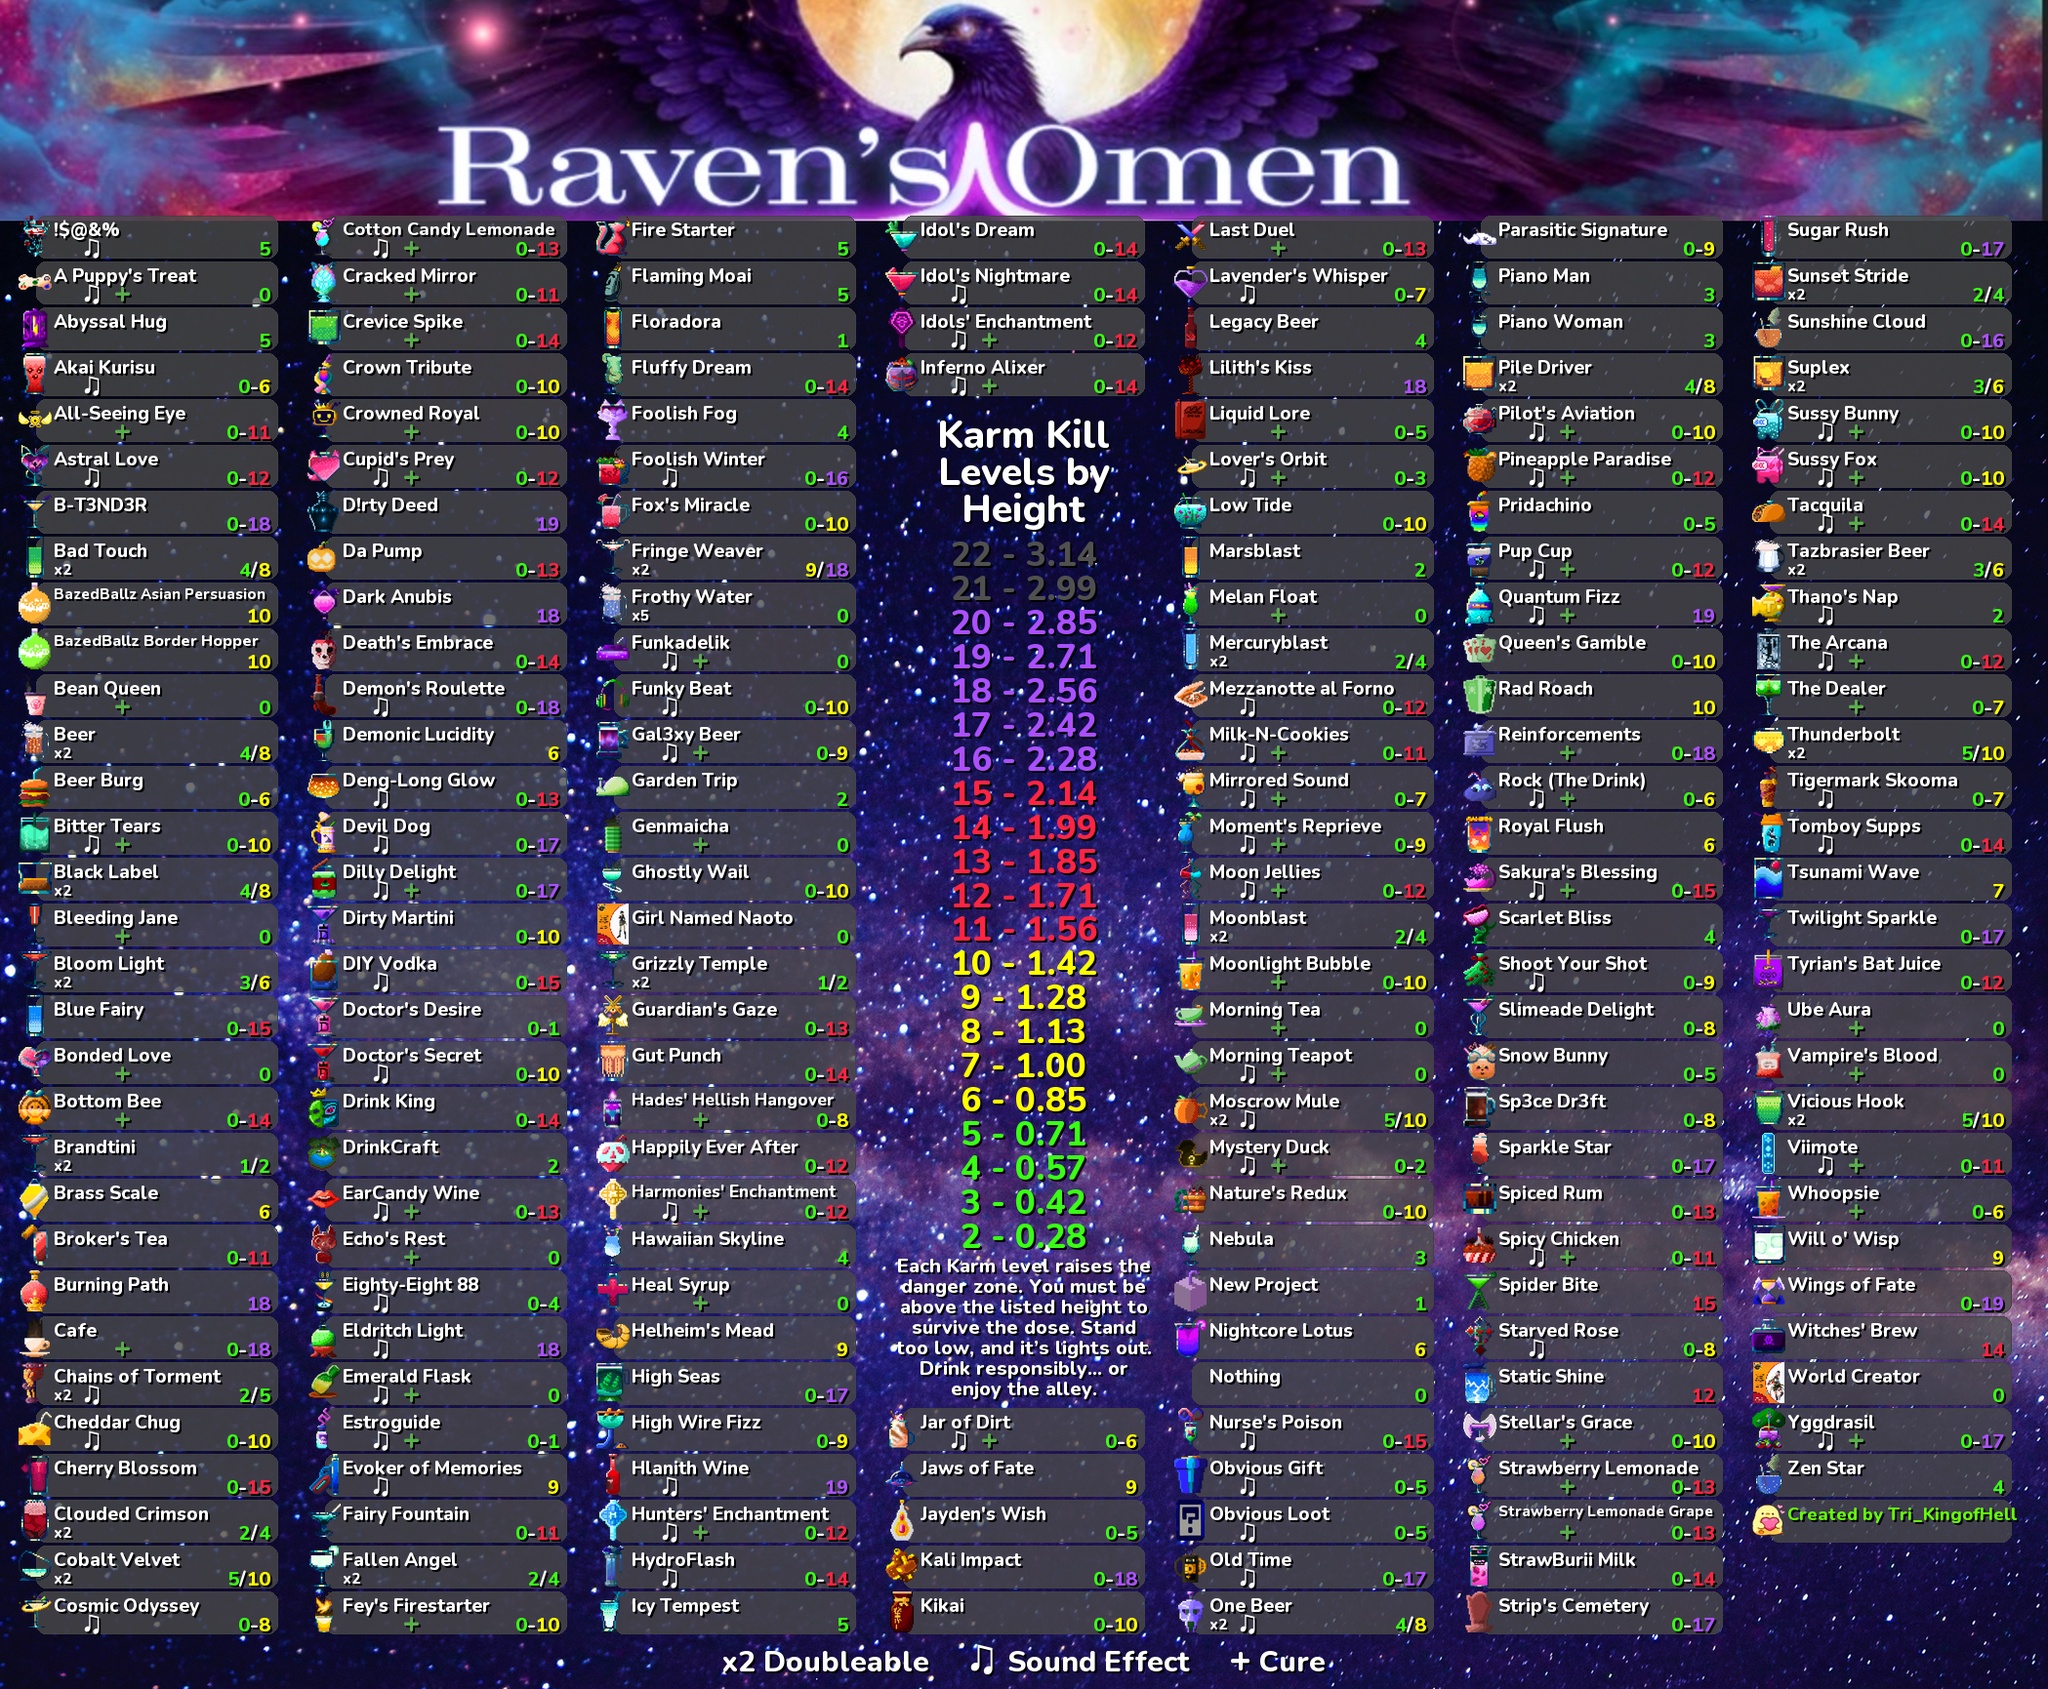 Raven's Omen
!$@&%
♫ 5
A Puppy's Treat
♫ + 0
Abyssal Hug
5
Akai Kurisu
♫ 0-6
All-Seeing Eye
+ 0-11
Astral Love
♫ 0-12
B-T3ND3R
0-18
Bad Touch
x2 4/8
BazedBallz Asian Persuasion
10
BazedBallz Border Hopper
10
Bean Queen
+ 0
Beer
x2 4/8
Beer Burg
0-6
Bitter Tears
♫ + 0-10
Black Label
x2 4/8
Bleeding Jane
+ 0
Bloom Light
x2 3/6
Blue Fairy
0-15
Bonded Love
+ 0
Bottom Bee
+ 0-14
Brandtini
x2 1/2
Brass Scale
6
Broker's Tea
0-11
Burning Path
18
Cafe
+ 0-18
Chains of Torment
x2 ♫ 2/5
Cheddar Chug
♫ 0-10
Cherry Blossom
0-15
Clouded Crimson
x2 2/4
Cobalt Velvet
x2 5/10
Cosmic Odyssey
♫ 0-8
Cotton Candy Lemonade
♫ + 0-13
Cracked Mirror
+ 0-11
Crevice Spike
+ 0-14
Crown Tribute
+ 0-10
Crowned Royal
+ 0-10
Cupid's Prey
♫ + 0-12
D!rty Deed
19
Da Pump
0-13
Dark Anubis
18
Death's Embrace
0-14
Demon's Roulette
♫ 0-18
Demonic Lucidity
6
Deng-Long Glow
♫ 0-13
Devil Dog
♫ 0-17
Dilly Delight
♫ + 0-17
Dirty Martini
0-10
DIY Vodka
♫ 0-15
Doctor's Desire
0-1
Doctor's Secret
♫ 0-10
Drink King
0-14
DrinkCraft
2
EarCandy Wine
♫ + 0-13
Echo's Rest
+ 0
Eighty-Eight 88
♫ 0-4
Eldritch Light
♫ 18
Emerald Flask
♫ + 0
Estroguide
♫ + 0-1
Evoker of Memories
♫ 9
Fairy Fountain
0-11
Fallen Angel
x2 2/4
Fey's Firestarter
+ 0-10
Fire Starter
5
Flaming Moai
5
Floradora
1
Fluffy Dream
0-14
Foolish Fog
4
Foolish Winter
♫ 0-16
Fox's Miracle
0-10
Fringe Weaver
x2 9/18
Frothy Water
x5 0
Funkadelik
♫ + 0
Funky Beat
♫ 0-10
Gal3xy Beer
♫ + 0-9
Garden Trip
2
Genmaicha
+ 0
Ghostly Wail
0-10
Girl Named Naoto
0
Grizzly Temple
x2 1/2
Guardian's Gaze
0-13
Gut Punch
0-14
Hades' Hellish Hangover
+ 0-8
Happily Ever After
0-12
Harmonies' Enchantment
♫ + 0-12
Hawaiian Skyline
4
Heal Syrup
+ 0
Helheim's Mead
9
High Seas
0-17
High Wire Fizz
0-9
Hlanith Wine
♫ 19
Hunters' Enchantment
♫ + 0-12
HydroFlash
♫ 0-14
Icy Tempest
5
Idol's Dream
0-14
Idol's Nightmare
♫ 0-14
Idols' Enchantment
♫ + 0-12
Inferno Alixer
♫ + 0-14
Karm Kill
Levels by
Height
22 - 3.14
21 - 2.99
20 - 2.85
19 - 2.71
18 - 2.56
17 - 2.42
16 - 2.28
15 - 2.14
14 - 1.99
13 - 1.85
12 - 1.71
11 - 1.56
10 - 1.42
9 - 1.28
8 - 1.13
7 - 1.00
6 - 0.85
5 - 0.71
4 - 0.57
3 - 0.42
2 - 0.28
Each Karm level raises the
danger zone. You must be
above the listed height to
survive the dose. Stand
too low, and it's lights out.
Drink responsibly... or
enjoy the alley.
Jar of Dirt
♫ + 0-6
Jaws of Fate
9
Jayden's Wish
0-5
Kali Impact
0-18
Kikai
0-10
Last Duel
+ 0-13
Lavender's Whisper
♫ 0-7
Legacy Beer
4
Lilith's Kiss
18
Liquid Lore
+ 0-5
Lover's Orbit
♫ + 0-3
Low Tide
0-10
Marsblast
2
Melan Float
+ 0
Mercuryblast
x2 2/4
Mezzanotte al Forno
♫ 0-12
Milk-N-Cookies
♫ + 0-11
Mirrored Sound
♫ + 0-7
Moment's Reprieve
♫ + 0-9
Moon Jellies
♫ + 0-12
Moonblast
x2 2/4
Moonlight Bubble
+ 0-10
Morning Tea
+ 0
Morning Teapot
♫ + 0
Moscrow Mule
x2 ♫ 5/10
Mystery Duck
♫ + 0-2
Nature's Redux
0-10
Nebula
3
New Project
1
Nightcore Lotus
6
Nothing
0
Nurse's Poison
♫ 0-15
Obvious Gift
♫ 0-5
Obvious Loot
♫ 0-5
Old Time
♫ 0-17
One Beer
x2 ♫ 4/8
Parasitic Signature
0-9
Piano Man
3
Piano Woman
3
Pile Driver
x2 4/8
Pilot's Aviation
♫ + 0-10
Pineapple Paradise
♫ + 0-12
Pridachino
0-5
Pup Cup
♫ + 0-12
Quantum Fizz
♫ + 19
Queen's Gamble
0-10
Rad Roach
10
Reinforcements
+ 0-18
Rock (The Drink)
♫ + 0-6
Royal Flush
6
Sakura's Blessing
♫ + 0-15
Scarlet Bliss
4
Shoot Your Shot
♫ 0-9
Slimeade Delight
0-8
Snow Bunny
0-5
Sp3ce Dr3ft
0-8
Sparkle Star
0-17
Spiced Rum
0-13
Spicy Chicken
♫ + 0-11
Spider Bite
15
Starved Rose
♫ 0-8
Static Shine
12
Stellar's Grace
+ 0-10
Strawberry Lemonade
+ 0-13
Strawberry Lemonade Grape
+ 0-13
StrawBurii Milk
0-14
Strip's Cemetery
0-17
Sugar Rush
0-17
Sunset Stride
x2 2/4
Sunshine Cloud
0-16
Suplex
x2 3/6
Sussy Bunny
♫ + 0-10
Sussy Fox
♫ + 0-10
Tacquila
♫ + 0-14
Tazbrasier Beer
x2 3/6
Thano's Nap
2
The Arcana
♫ + 0-12
The Dealer
+ 0-7
Thunderbolt
x2 5/10
Tigermark Skooma
♫ 0-7
Tomboy Supps
♫ 0-14
Tsunami Wave
7
Twilight Sparkle
0-17
Tyrian's Bat Juice
0-12
Ube Aura
+ 0
Vampire's Blood
+ 0
Vicious Hook
x2 5/10
Viimote
♫ + 0-11
Whoopsie
+ 0-6
Will o' Wisp
9
Wings of Fate
0-19
Witches' Brew
14
World Creator
0
Yggdrasil
♫ + 0-17
Zen Star
4
Created by Tri_KingofHell
x2 Doubleable ♫ Sound Effect + Cure